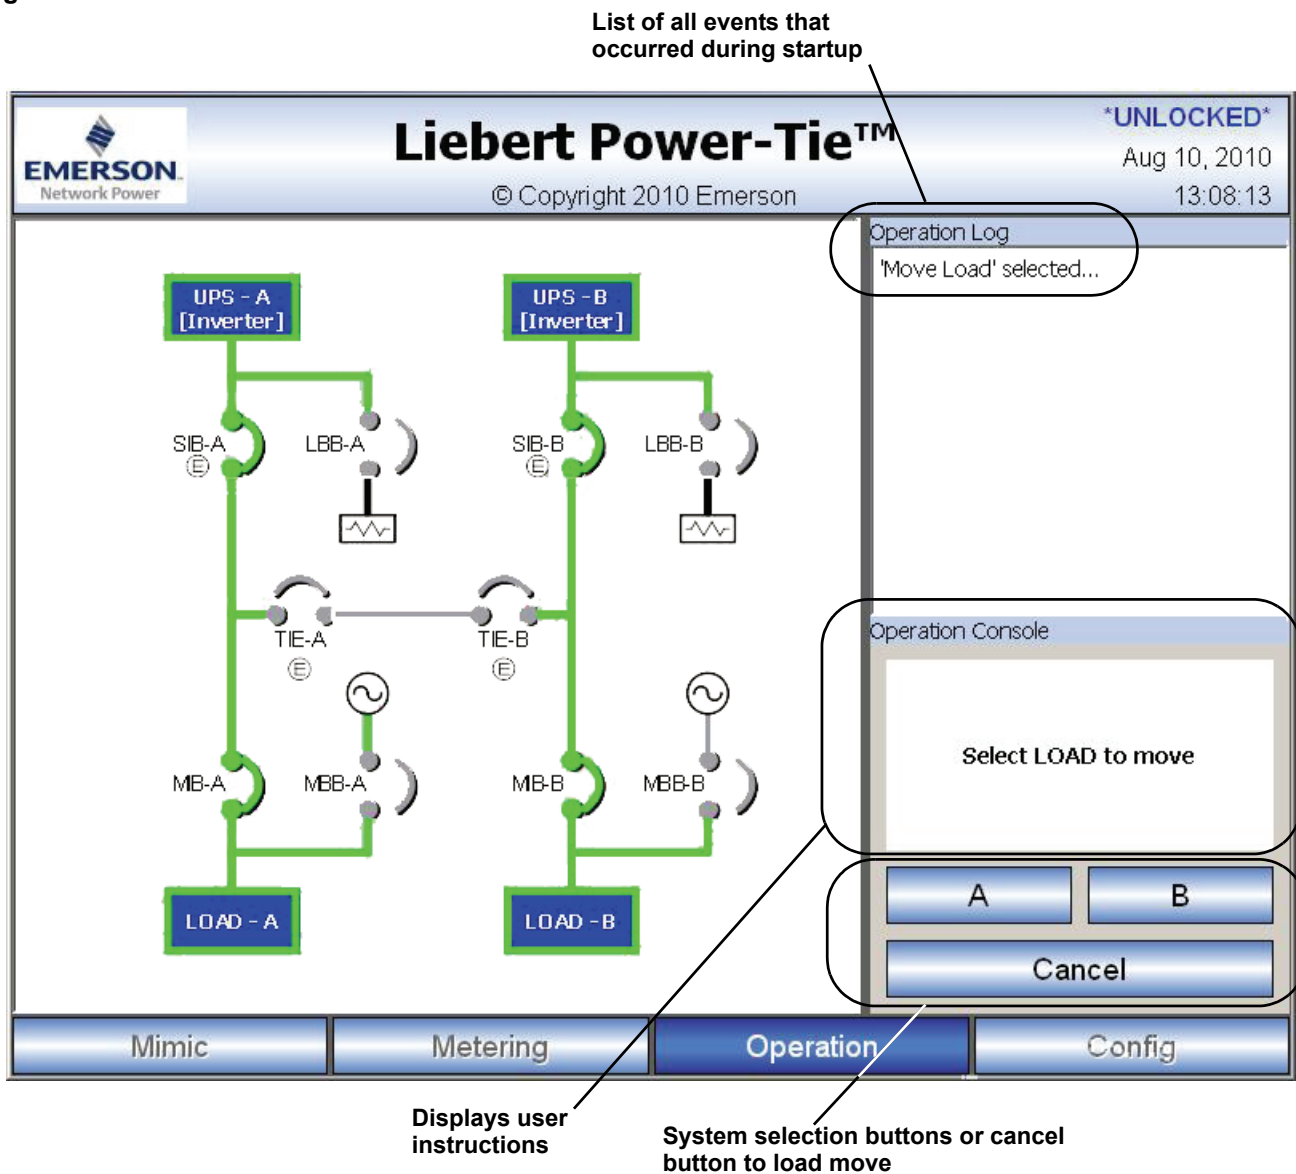 g
List of all events that
occurred during startup
EMERSON.
Network Power
Liebert Power-Tie™
© Copyright 2010 Emerson
*UNLOCKED*
Aug 10, 2010
13:08:13
Operation Log
'Move Load' selected...
UPS - A
[Inverter]
UPS - B
[Inverter]
SIB-A
E
LBB-A
SIB-B
E
LBB-B
TIE-A
E
TIE-B
E
MIB-A
MBB-A
MIB-B
MBB-B
LOAD - A
LOAD - B
Operation Console
Select LOAD to move
A
B
Cancel
Mimic
Metering
Operation
Config
Displays user
instructions
System selection buttons or cancel
button to load move